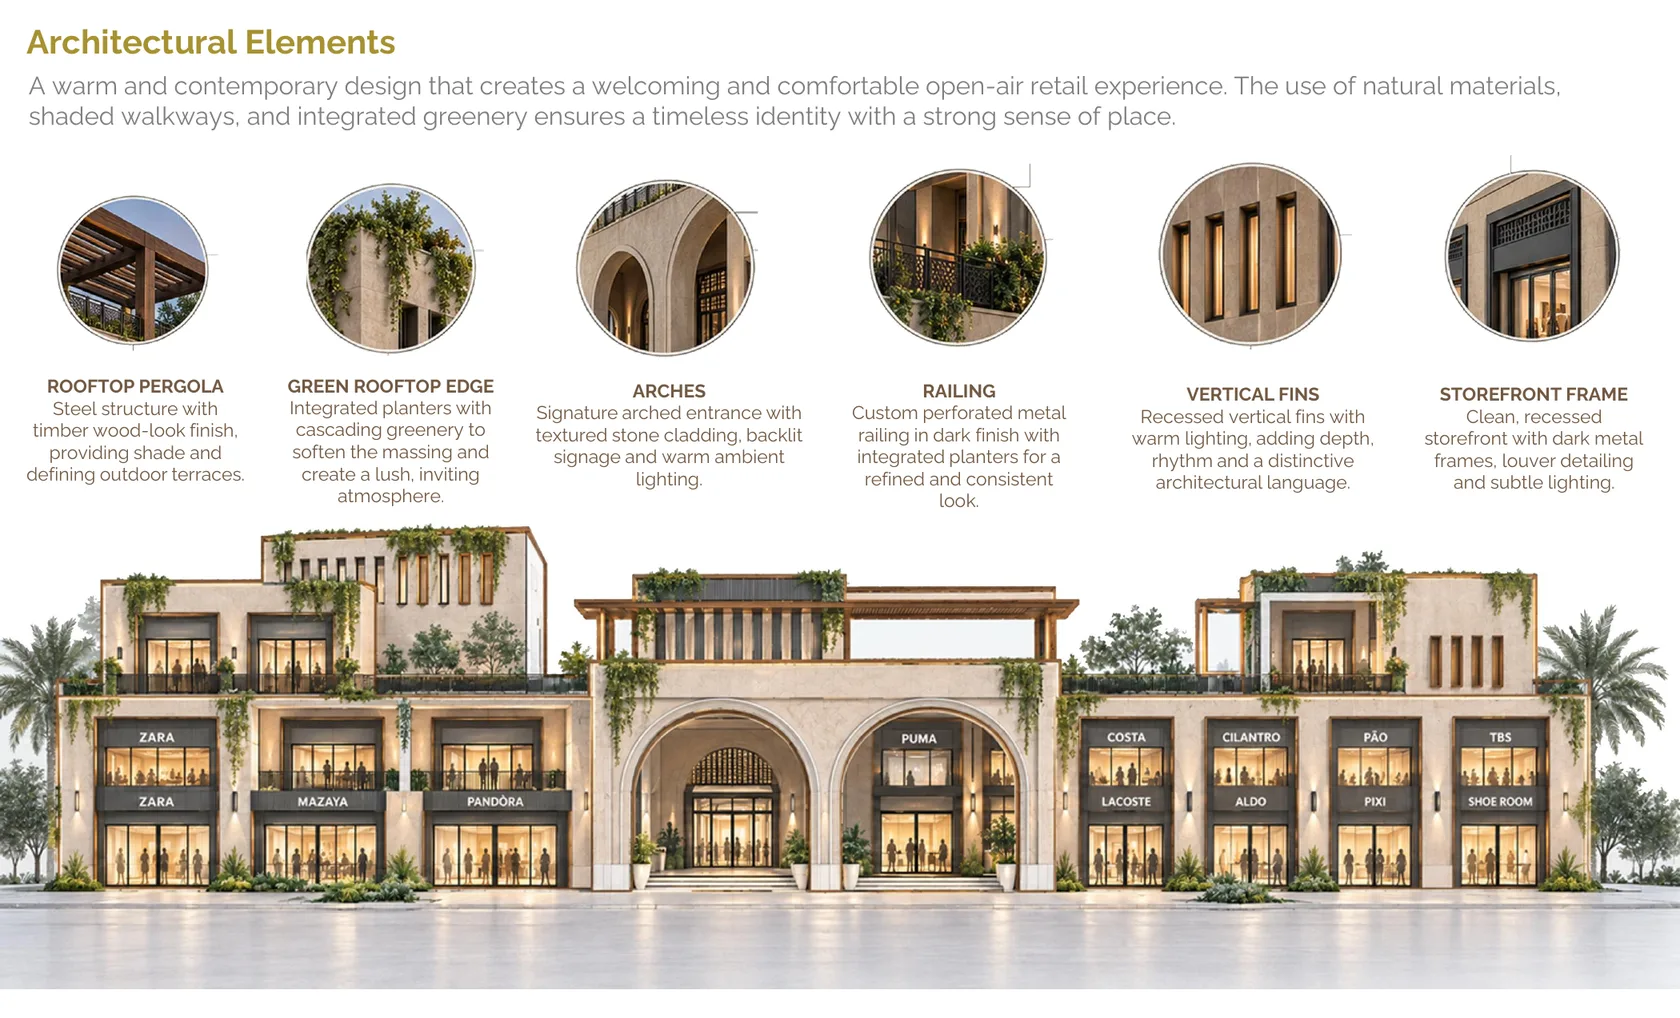 Architectural Elements
A warm and contemporary design that creates a welcoming and comfortable open-air retail experience. The use of natural materials,
shaded walkways, and integrated greenery ensures a timeless identity with a strong sense of place.
ROOFTOP PERGOLA
Steel structure with
timber wood-look finish,
providing shade and
defining outdoor terraces.
GREEN ROOFTOP EDGE
Integrated planters with
cascading greenery to
soften the massing and
create a lush, inviting
atmosphere.
ARCHES
Signature arched entrance with
textured stone cladding, backlit
signage and warm ambient
lighting.
RAILING
Custom perforated metal
railing in dark finish with
integrated planters for a
refined and consistent
look.
VERTICAL FINS
Recessed vertical fins with
warm lighting, adding depth,
rhythm and a distinctive
architectural language.
STOREFRONT FRAME
Clean, recessed
storefront with dark metal
frames, louver detailing
and subtle lighting.
ZARA
PUMA
COSTA
CILANTRO
PÃO
TBS
ZARA
MAZAYA
PANDÒRA
LACOSTE
ALDO
PIXI
SHOE ROOM